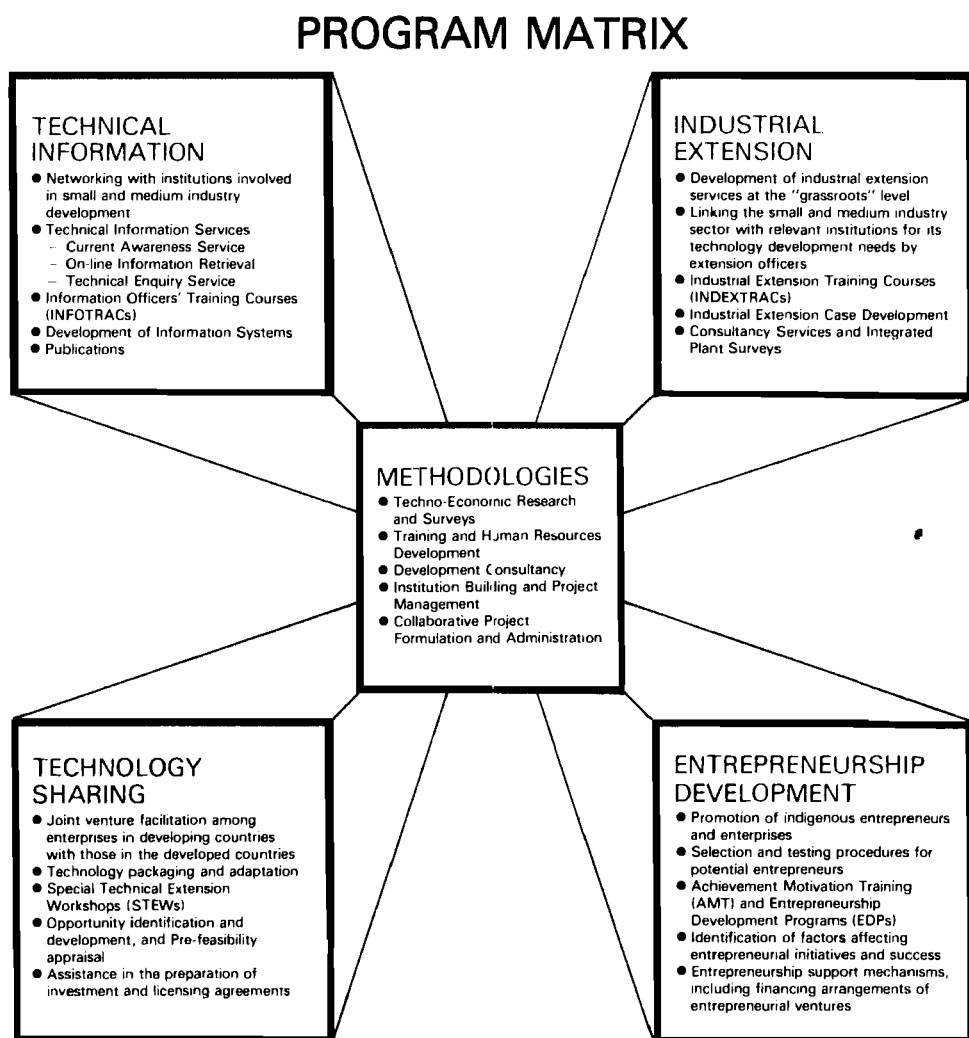 PROGRAM MATRIX
TECHNICAL
INFORMATION
● Networking with institutions involved
in small and medium industry
development
● Technical Information Services
– Current Awareness Service
– On-line Information Retrieval
– Technical Enquiry Service
● Information Officers' Training Courses
(INFOTRACs)
● Development of Information Systems
● Publications
INDUSTRIAL
EXTENSION
● Development of industrial extension
services at the "grassroots" level
● Linking the small and medium industry
sector with relevant institutions for its
technology development needs by
extension officers
● Industrial Extension Training Courses
(INDEXTRACs)
● Industrial Extension Case Development
● Consultancy Services and Integrated
Plant Surveys
METHODOLOGIES
● Techno-Economic Research
and Surveys
● Training and Human Resources
Development
● Development Consultancy
● Institution Building and Project
Management
● Collaborative Project
Formulation and Administration
TECHNOLOGY
SHARING
● Joint venture facilitation among
enterprises in developing countries
with those in the developed countries
● Technology packaging and adaptation
● Special Technical Extension
Workshops (STEWs)
● Opportunity identification and
development, and Pre-feasibility
appraisal
● Assistance in the preparation of
investment and licensing agreements
ENTREPRENEURSHIP
DEVELOPMENT
● Promotion of indigenous entrepreneurs
and enterprises
● Selection and testing procedures for
potential entrepreneurs
● Achievement Motivation Training
(AMT) and Entrepreneurship
Development Programs (EDPs)
● Identification of factors affecting
entrepreneurial initiatives and success
● Entrepreneurship support mechanisms,
including financing arrangements of
entrepreneurial ventures